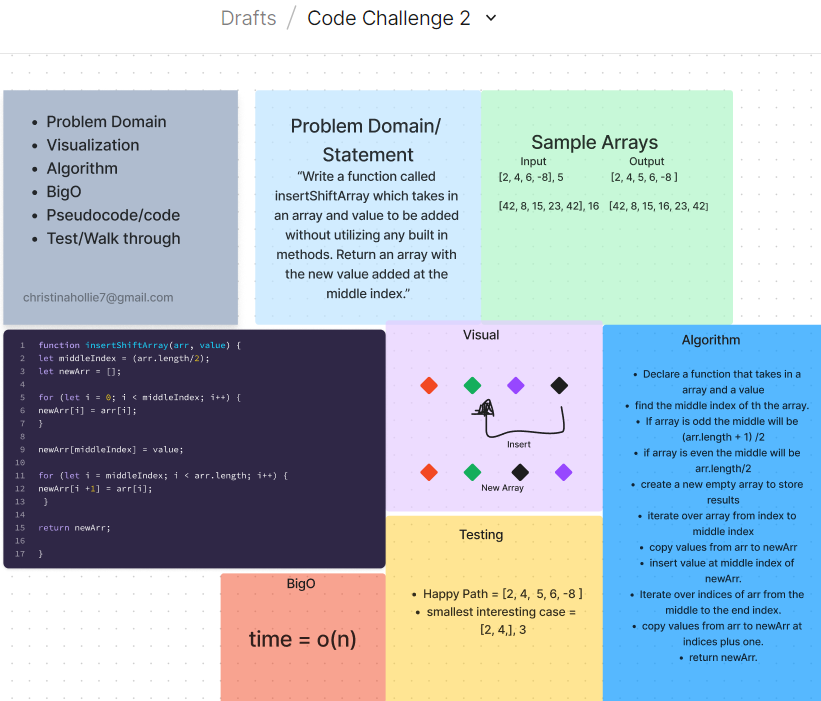 Drafts / Code Challenge 2
• Problem Domain
• Visualization
• Algorithm
• BigO
• Pseudocode/code
• Test/Walk through
christinahollie7@gmail.com
Problem Domain/
Statement
“Write a function called
insertShiftArray which takes in
an array and value to be added
without utilizing any built in
methods. Return an array with
the new value added at the
middle index.”
Sample Arrays
Input Output
[2, 4, 6, -8], 5 [2, 4, 5, 6, -8 ]
[42, 8, 15, 23, 42], 16 [42, 8, 15, 16, 23, 42]
1 function insertShiftArray(arr, value) {
2 let middleIndex = (arr.length/2);
3 let newArr = [];
4
5 for (let i = 0; i < middleIndex; i++) {
6 newArr[i] = arr[i];
7 }
8
9 newArr[middleIndex] = value;
10
11 for (let i = middleIndex; i < arr.length; i++) {
12 newArr[i +1] = arr[i];
13 }
14
15 return newArr;
16
17 }
Visual
Insert
New Array
Algorithm
• Declare a function that takes in a
array and a value
• find the middle index of th the array.
• If array is odd the middle will be
(arr.length + 1) /2
• if array is even the middle will be
arr.length/2
• create a new empty array to store
results
• iterate over array from index to
middle index
• copy values from arr to newArr
• insert value at middle index of
newArr.
• Iterate over indices of arr from the
middle to the end index.
• copy values from arr to newArr at
indices plus one.
• return newArr.
Testing
• Happy Path = [2, 4, 5, 6, -8 ]
• smallest interesting case =
[2, 4,], 3
BigO
time = o(n)